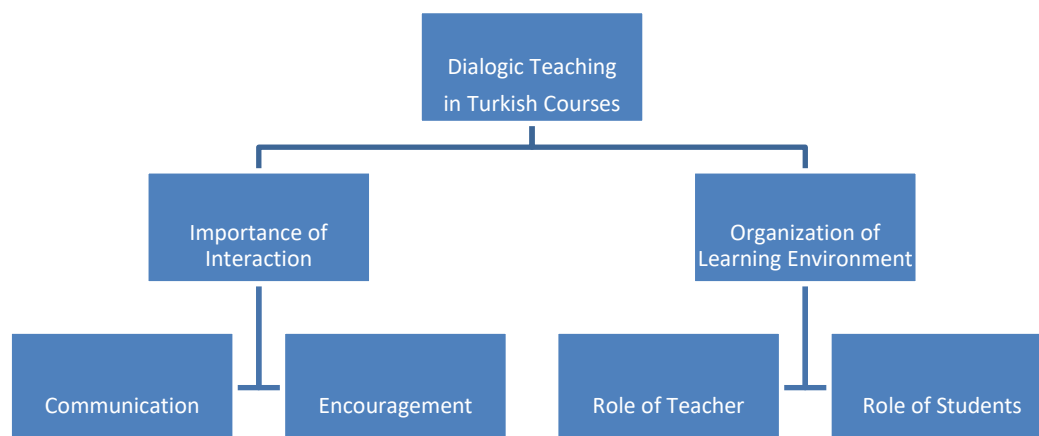 Dialogic Teaching
in Turkish Courses
Importance of
Interaction
Organization of
Learning Environment
Communication
Encouragement
Role of Teacher
Role of Students